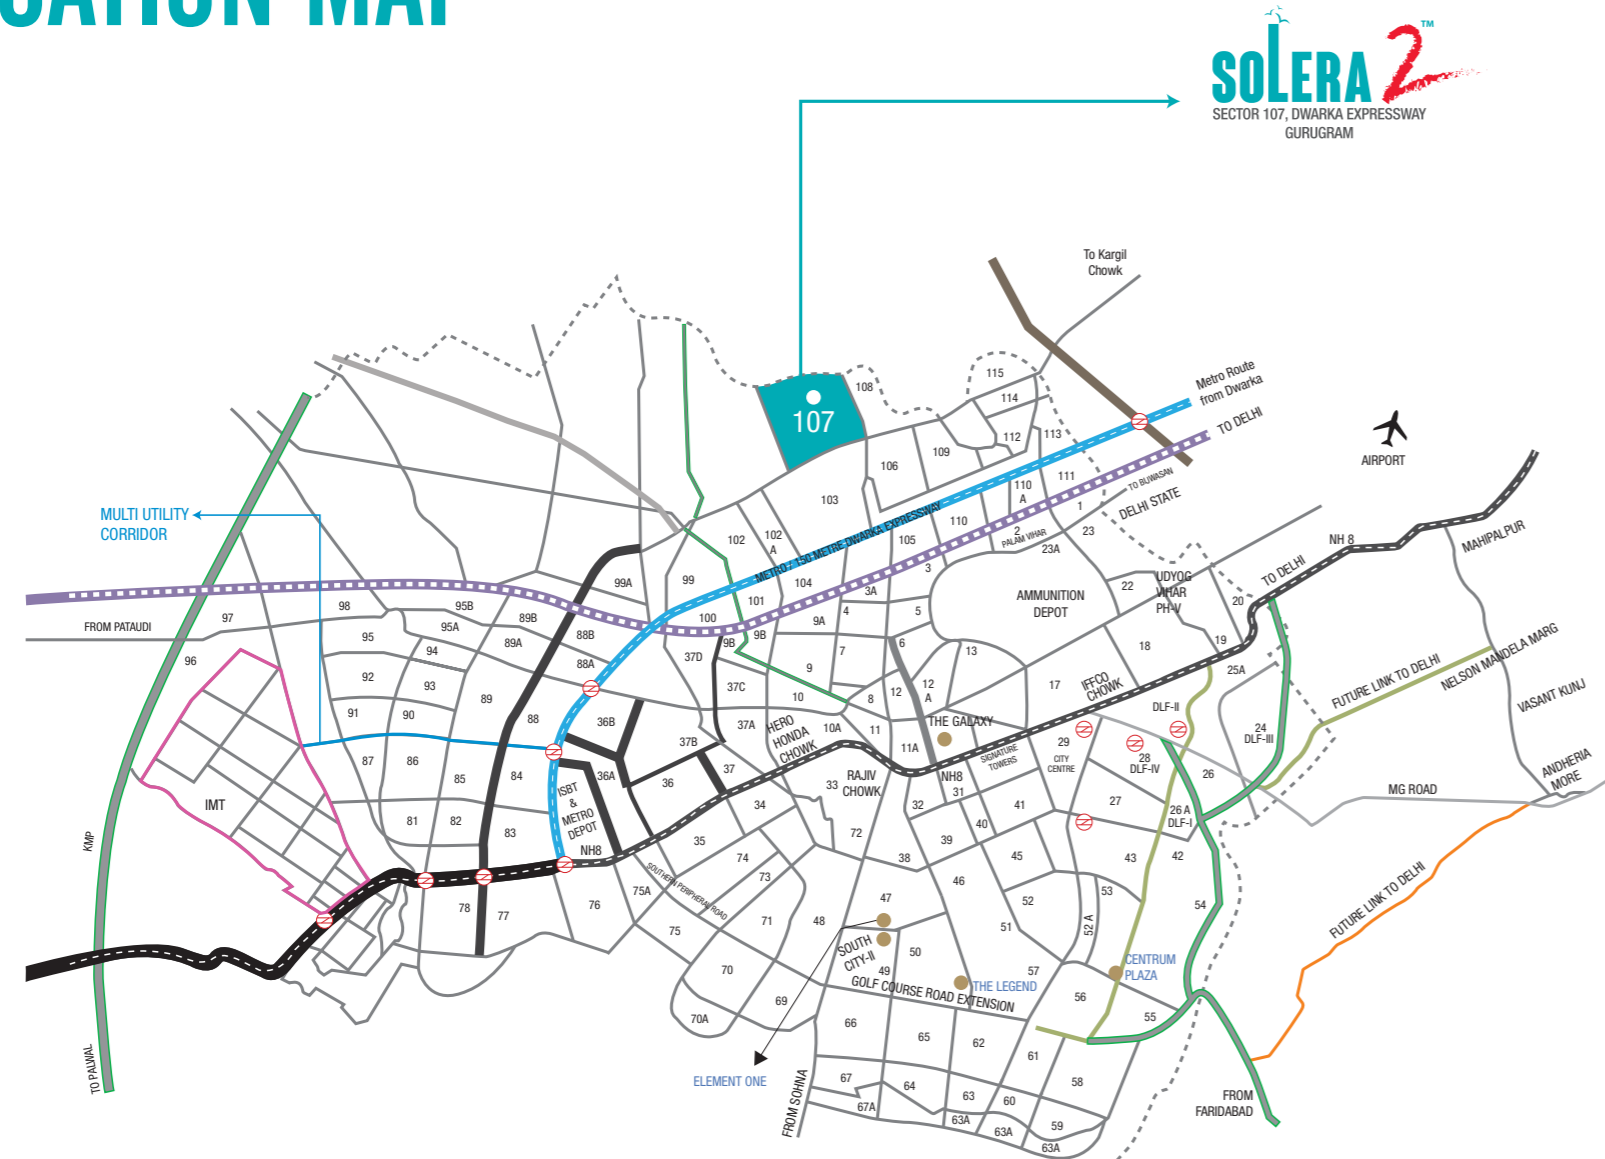 LOCATION MAP
SOLERA 2™
SECTOR 107, DWARKA EXPRESSWAY
GURUGRAM
To Kargil
Chowk
Metro Route
from Dwarka
TO DELHI
AIRPORT
115
114
108
107
112
113
109
106
111
110
A
TO BIJWASAN
DELHI STATE
103
1
MULTI UTILITY
CORRIDOR
METRO / 150 METRE DWARKA EXPRESSWAY
110
2
PALAM VIHAR
23
23A
102
102
A
105
NH 8
MAHIPALPUR
TO DELHI
99A
99
104
3
3A
101
22
UDYOG
VIHAR
PH-V
20
AMMUNITION
DEPOT
97
98
95B
89B
100
4
5
9A
FROM PATAUDI
95
95A
94
89A
88B
88A
9B
9B
7
6
13
18
19
96
37D
9
92
93
37C
10
8
12
12
A
17
IFFCO
CHOWK
25A
FUTURE LINK TO DELHI
NELSON MANDELA MARG
91
90
89
88
36B
37A
HERO
HONDA
CHOWK
10A
11
THE GALAXY
DLF-II
VASANT KUNJ
24
DLF-III
37B
11A
SIGNATURE
TOWERS
29
CITY
CENTRE
28
DLF-IV
87
86
85
84
36A
36
37
33
RAJIV
CHOWK
NH8
31
26
ANDHERIA
MORE
MG ROAD
IMT
ISBT
&
METRO
DEPOT
34
32
41
27
26 A
DLF-I
81
82
83
35
72
39
40
KMP
NH8
74
38
45
43
42
SOUTHERN PERIPHERAL ROAD
73
75A
46
47
53
52
52 A
54
78
77
76
71
48
51
75
SOUTH
CITY-II
49
50
FUTURE LINK TO DELHI
70
57
CENTRUM
PLAZA
THE LEGEND
GOLF COURSE ROAD EXTENSION
69
56
55
70A
66
65
62
61
58
TO PALWAL
ELEMENT ONE
67
64
63
60
59
67A
63A
63A
63A
FROM SOHNA
FROM
FARIDABAD